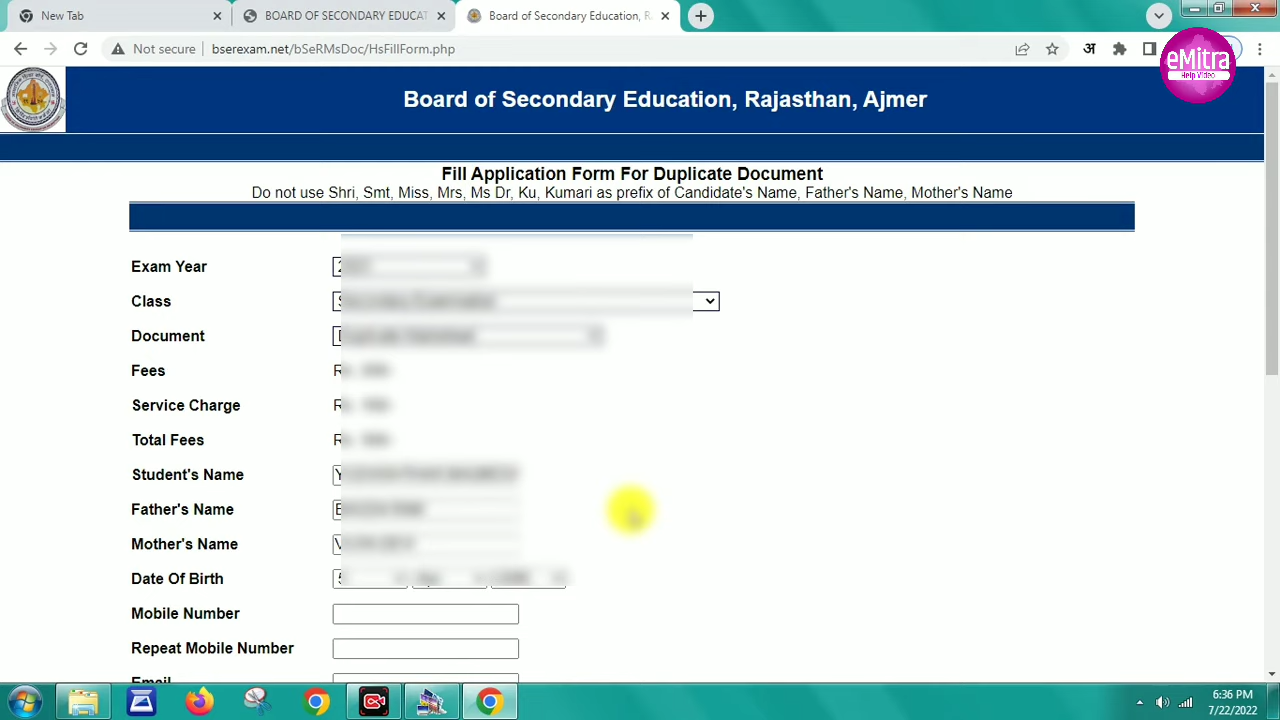 New Tab
BOARD OF SECONDARY EDUCAT
Board of Secondary Education, R
Not secure
bserexam.net/bSeRMsDoc/HsFillForm.php
अ
eMitra
Help Video
Board of Secondary Education, Rajasthan, Ajmer
Fill Application Form For Duplicate Document
Do not use Shri, Smt, Miss, Mrs, Ms Dr, Ku, Kumari as prefix of Candidate's Name, Father's Name, Mother's Name
Exam Year
Class
Document
Fees
Service Charge
Total Fees
Student's Name
Father's Name
Mother's Name
Date Of Birth
Mobile Number
Repeat Mobile Number
Email
6:36 PM
7/22/2022